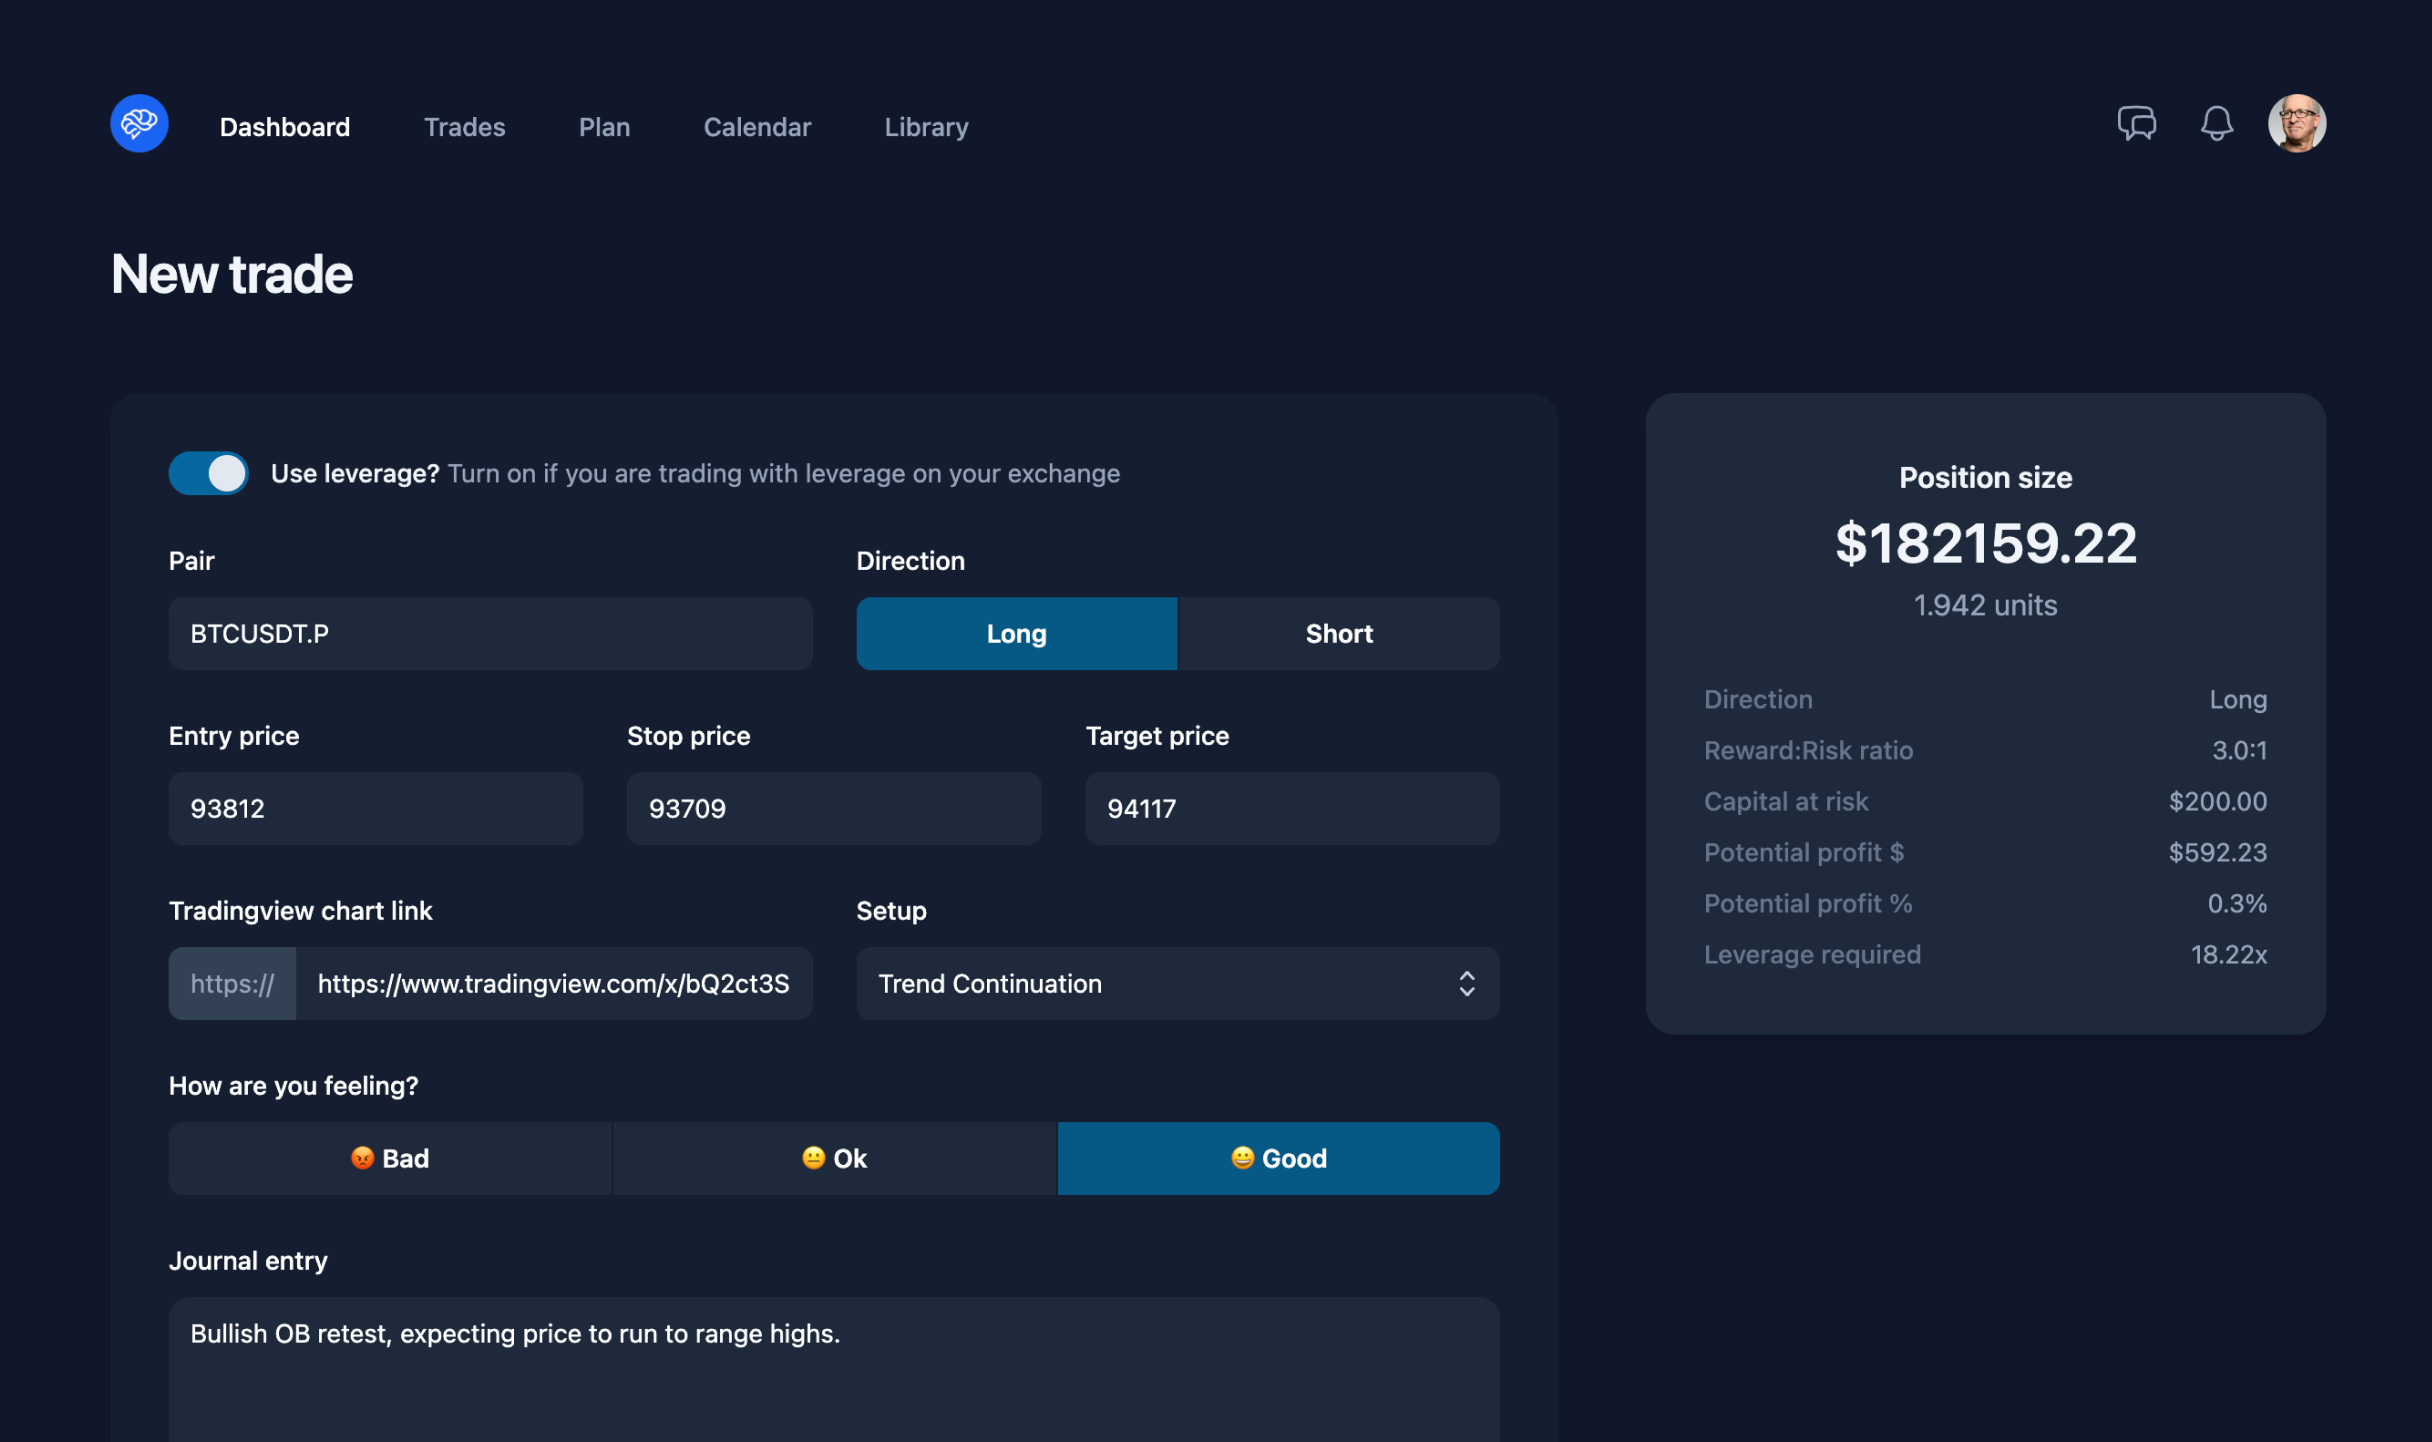 Dashboard Trades Plan Calendar Library
New trade
Use leverage? Turn on if you are trading with leverage on your exchange
Pair
BTCUSDT.P
Direction
Long Short
Entry price
93812
Stop price
93709
Target price
94117
Tradingview chart link
https:// https://www.tradingview.com/x/bQ2ct3S
Setup
Trend Continuation
How are you feeling?
😡 Bad 😐 Ok 😀 Good
Journal entry
Bullish OB retest, expecting price to run to range highs.
Position size
$182159.22
1.942 units
Direction Long
Reward:Risk ratio 3.0:1
Capital at risk $200.00
Potential profit $ $592.23
Potential profit % 0.3%
Leverage required 18.22x